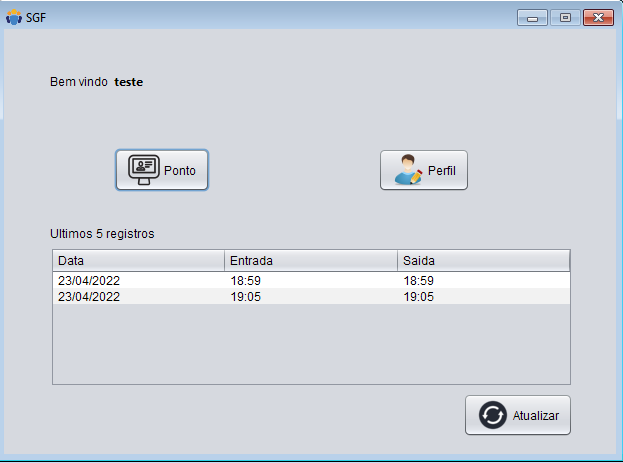 SGF
Bem vindo teste
Ponto Perfil
Ultimos 5 registros
Data Entrada Saida
23/04/2022 18:59 18:59
23/04/2022 19:05 19:05
Atualizar